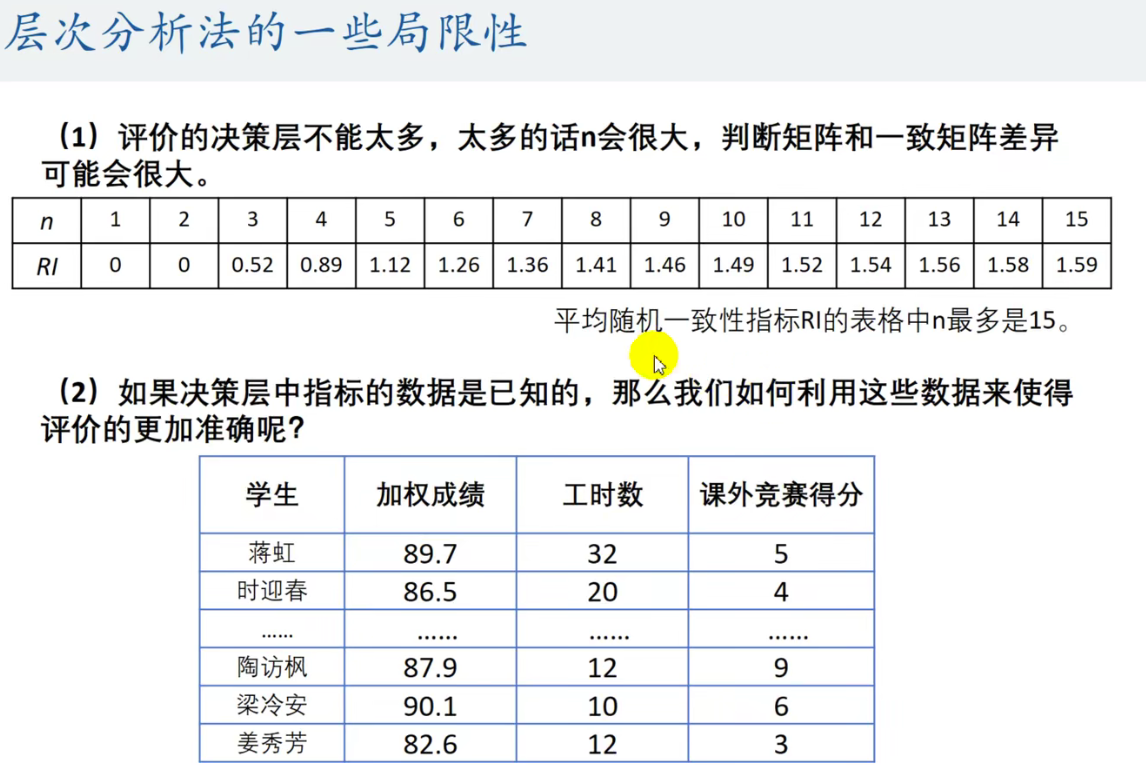 层次分析法的一些局限性
（1）评价的决策层不能太多，太多的话n会很大，判断矩阵和一致矩阵差异
可能会很大。
n 1 2 3 4 5 6 7 8 9 10 11 12 13 14 15
RI 0 0 0.52 0.89 1.12 1.26 1.36 1.41 1.46 1.49 1.52 1.54 1.56 1.58 1.59
平均随机一致性指标RI的表格中n最多是15。
（2）如果决策层中指标的数据是已知的，那么我们如何利用这些数据来使得
评价的更加准确呢？
学生 加权成绩 工时数 课外竞赛得分
蒋虹 89.7 32 5
时迎春 86.5 20 4
…… …… …… ……
陶访枫 87.9 12 9
梁冷安 90.1 10 6
姜秀芳 82.6 12 3